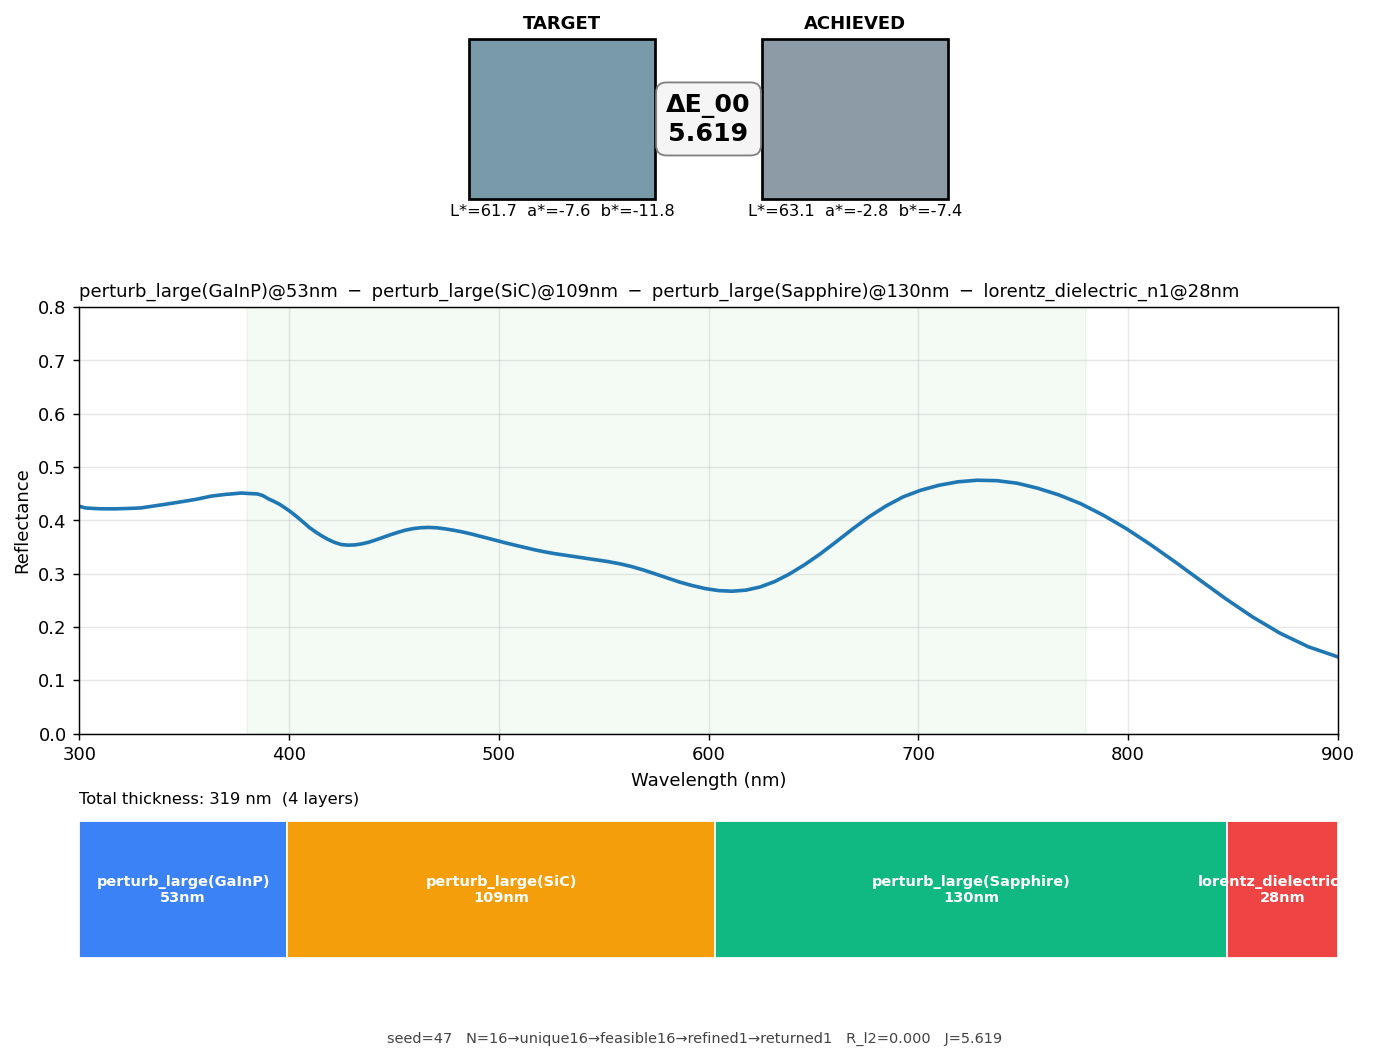 TARGET
ACHIEVED
ΔE_00
5.619
L*=61.7 a*=-7.6 b*=-11.8
L*=63.1 a*=-2.8 b*=-7.4
perturb_large(GaInP)@53nm − perturb_large(SiC)@109nm − perturb_large(Sapphire)@130nm − lorentz_dielectric_n1@28nm
0.8
0.7
0.6
0.5
0.4
0.3
0.2
0.1
0.0
Reflectance
300 400 500 600 700 800 900
Wavelength (nm)
Total thickness: 319 nm (4 layers)
perturb_large(GaInP)
53nm
perturb_large(SiC)
109nm
perturb_large(Sapphire)
130nm
lorentz_dielectric
28nm
seed=47 N=16→unique16→feasible16→refined1→returned1 R_l2=0.000 J=5.619